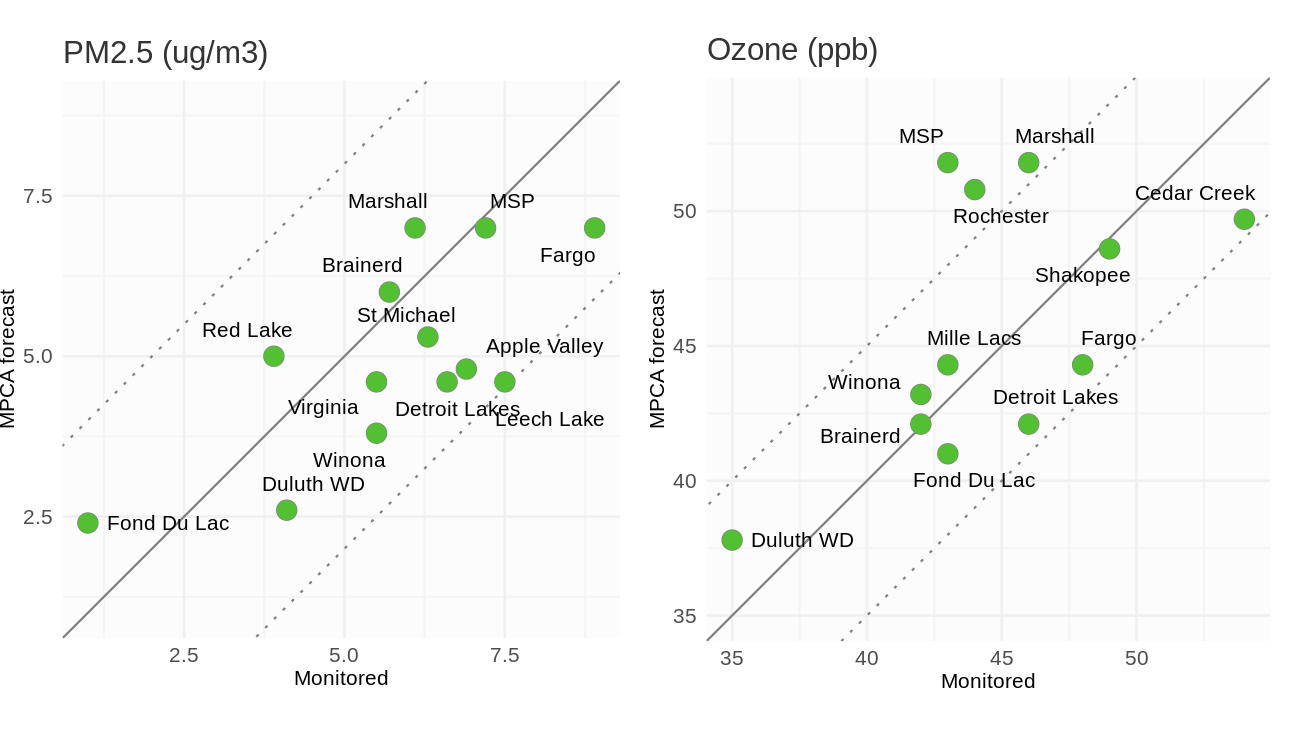 PM2.5 (ug/m3)
MPCA forecast
7.5
5.0
2.5
Marshall
MSP
Fargo
Brainerd
St Michael
Red Lake
Apple Valley
Virginia
Detroit Lakes
Leech Lake
Winona
Duluth WD
Fond Du Lac
2.5
5.0
7.5
Monitored
Ozone (ppb)
MPCA forecast
50
45
40
35
MSP
Marshall
Cedar Creek
Rochester
Shakopee
Mille Lacs
Fargo
Winona
Detroit Lakes
Brainerd
Fond Du Lac
Duluth WD
35
40
45
50
Monitored